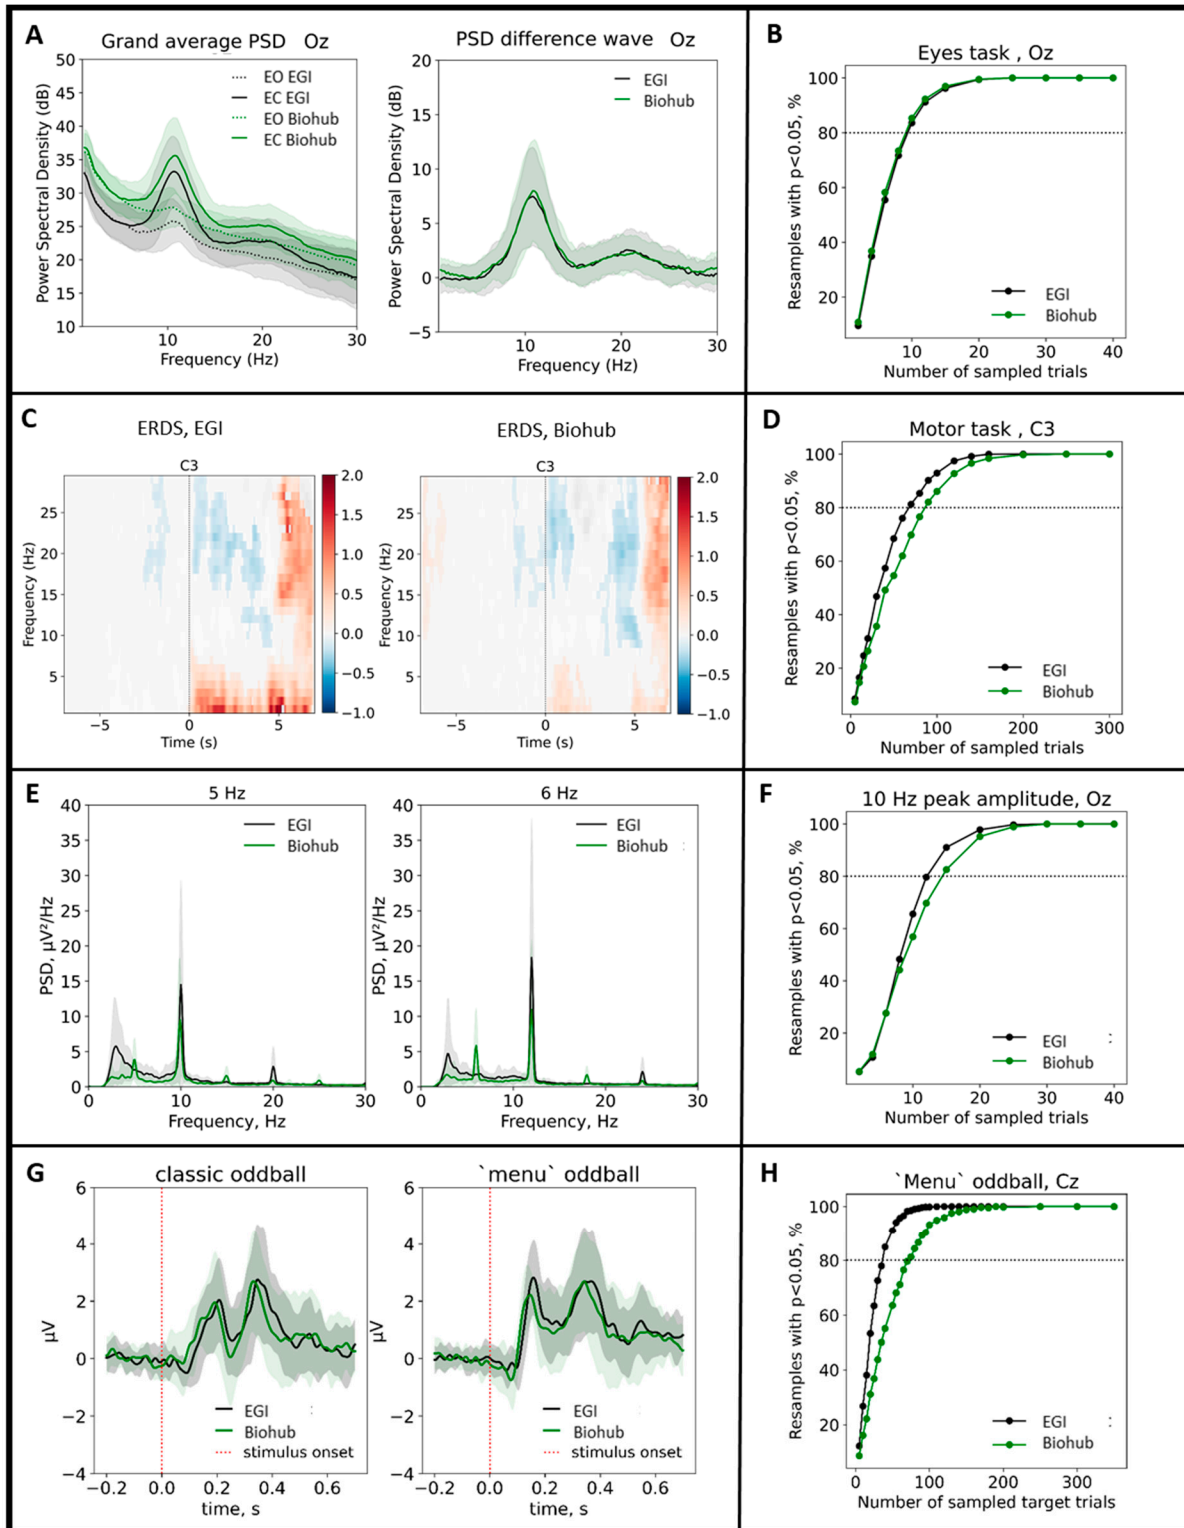 A
Grand average PSD Oz
Power Spectral Density (dB)
50
45
40
35
30
25
20
15
10
EO EGI
EC EGI
EO Biohub
EC Biohub
10
20
30
Frequency (Hz)
PSD difference wave Oz
Power Spectral Density (dB)
20
15
10
5
0
−5
EGI
Biohub
10
20
30
Frequency (Hz)
B
Eyes task , Oz
Resamples with p<0.05, %
100
80
60
40
20
EGI
Biohub
10
20
30
40
Number of sampled trials
C
ERDS, EGI
C3
Frequency (Hz)
25
20
15
10
5
−5
0
5
Time (s)
2.0
1.5
1.0
0.5
0.0
−0.5
−1.0
ERDS, Biohub
C3
Frequency (Hz)
25
20
15
10
5
−5
0
5
Time (s)
2.0
1.5
1.0
0.5
0.0
−0.5
−1.0
D
Motor task , C3
Resamples with p<0.05, %
100
80
60
40
20
EGI
Biohub
0
100
200
300
Number of sampled trials
E
5 Hz
PSD, μV²/Hz
40
35
30
25
20
15
10
5
0
EGI
Biohub
0
10
20
30
Frequency, Hz
6 Hz
PSD, μV²/Hz
40
35
30
25
20
15
10
5
0
EGI
Biohub
0
10
20
30
Frequency, Hz
F
10 Hz peak amplitude, Oz
Resamples with p<0.05, %
100
80
60
40
20
EGI
Biohub
10
20
30
40
Number of sampled trials
G
classic oddball
μV
6
4
2
0
−2
−4
EGI
Biohub
stimulus onset
−0.2
0.0
0.2
0.4
0.6
time, s
`menu` oddball
μV
6
4
2
0
−2
−4
EGI
Biohub
stimulus onset
−0.2
0.0
0.2
0.4
0.6
time, s
H
`Menu` oddball, Cz
Resamples with p<0.05, %
100
80
60
40
20
EGI
Biohub
0
100
200
300
Number of sampled target trials